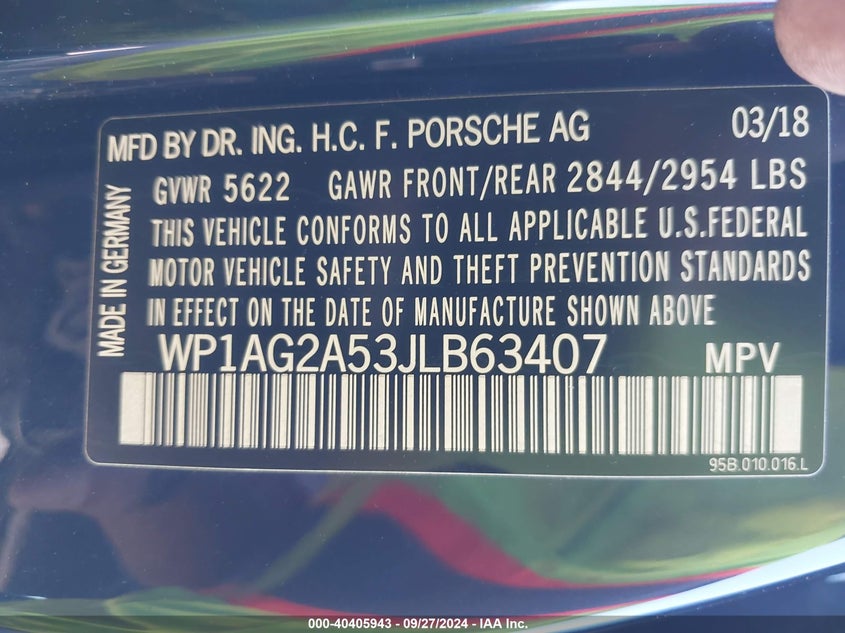 MFD BY DR. ING. H.C. F. PORSCHE AG 03/18
MADE IN GERMANY
GVWR 5622 GAWR FRONT/REAR 2844/2954 LBS
THIS VEHICLE CONFORMS TO ALL APPLICABLE U.S.FEDERAL
MOTOR VEHICLE SAFETY AND THEFT PREVENTION STANDARDS
IN EFFECT ON THE DATE OF MANUFACTURE SHOWN ABOVE
WP1AG2A53JLB63407 MPV
95B.010.016.L
000-40405943 - 09/27/2024 - IAA Inc.